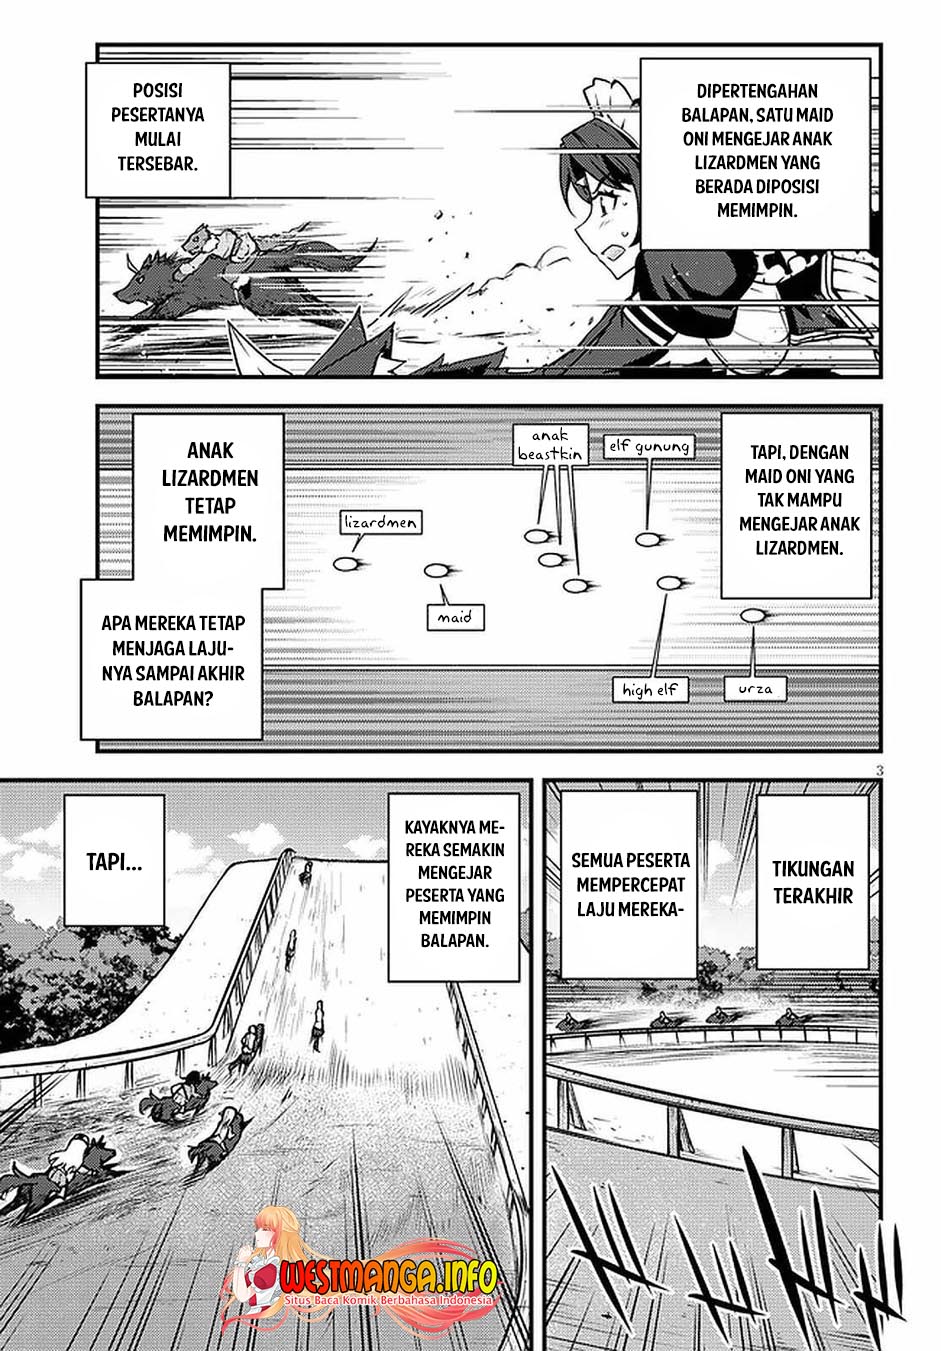 DIPERTENGAHAN
BALAPAN, SATU MAID
ONI MENGEJAR ANAK
LIZARDMEN YANG
BERADA DIPOSISI
MEMIMPIN.
POSISI
PESERTANYA
MULAI
TERSEBAR.
TAPI, DENGAN
MAID ONI YANG
TAK MAMPU
MENGEJAR ANAK
LIZARDMEN.
elf gunung
anak
beastkin
lizardmen
maid
high elf
urza
ANAK
LIZARDMEN
TETAP
MEMIMPIN.
APA MEREKA TETAP
MENJAGA LAJU-
NYA SAMPAI AKHIR
BALAPAN?
3
TIKUNGAN
TERAKHIR
SEMUA PESERTA
MEMPERCEPAT
LAJU MEREKA-
KAYAKNYA ME-
REKA SEMAKIN
MENGEJAR
PESERTA YANG
MEMIMPIN
BALAPAN.
TAPI...
WESTMANGA.INFO
SITUS BACA KOMIK BERBAHASA INDONESIA